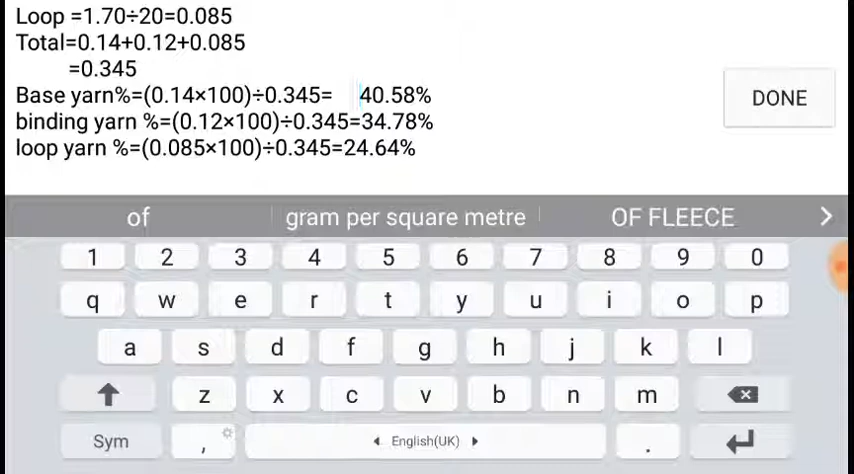 Loop =1.70÷20=0.085
Total=0.14+0.12+0.085
=0.345
Base yarn%=(0.14×100)÷0.345= 40.58%
binding yarn %=(0.12×100)÷0.345=34.78%
loop yarn %=(0.085×100)÷0.345=24.64%
DONE
of gram per square metre OF FLEECE >
1 2 3 4 5 6 7 8 9 0
q w e r t y u i o p
a s d f g h j k l
z x c v b n m
Sym , English(UK) .